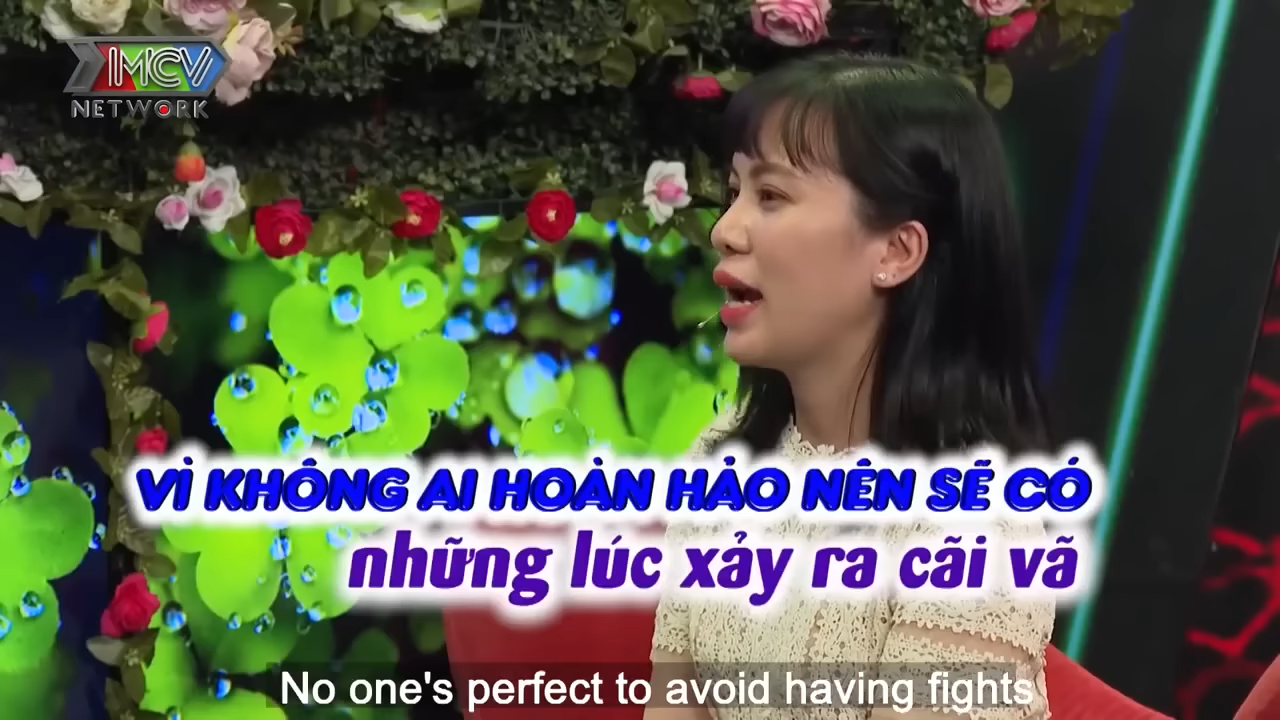 MCV
NETWORK
VÌ KHÔNG AI HOÀN HẢO NÊN SẼ CÓ
những lúc xảy ra cãi vã
No one's perfect to avoid having fights